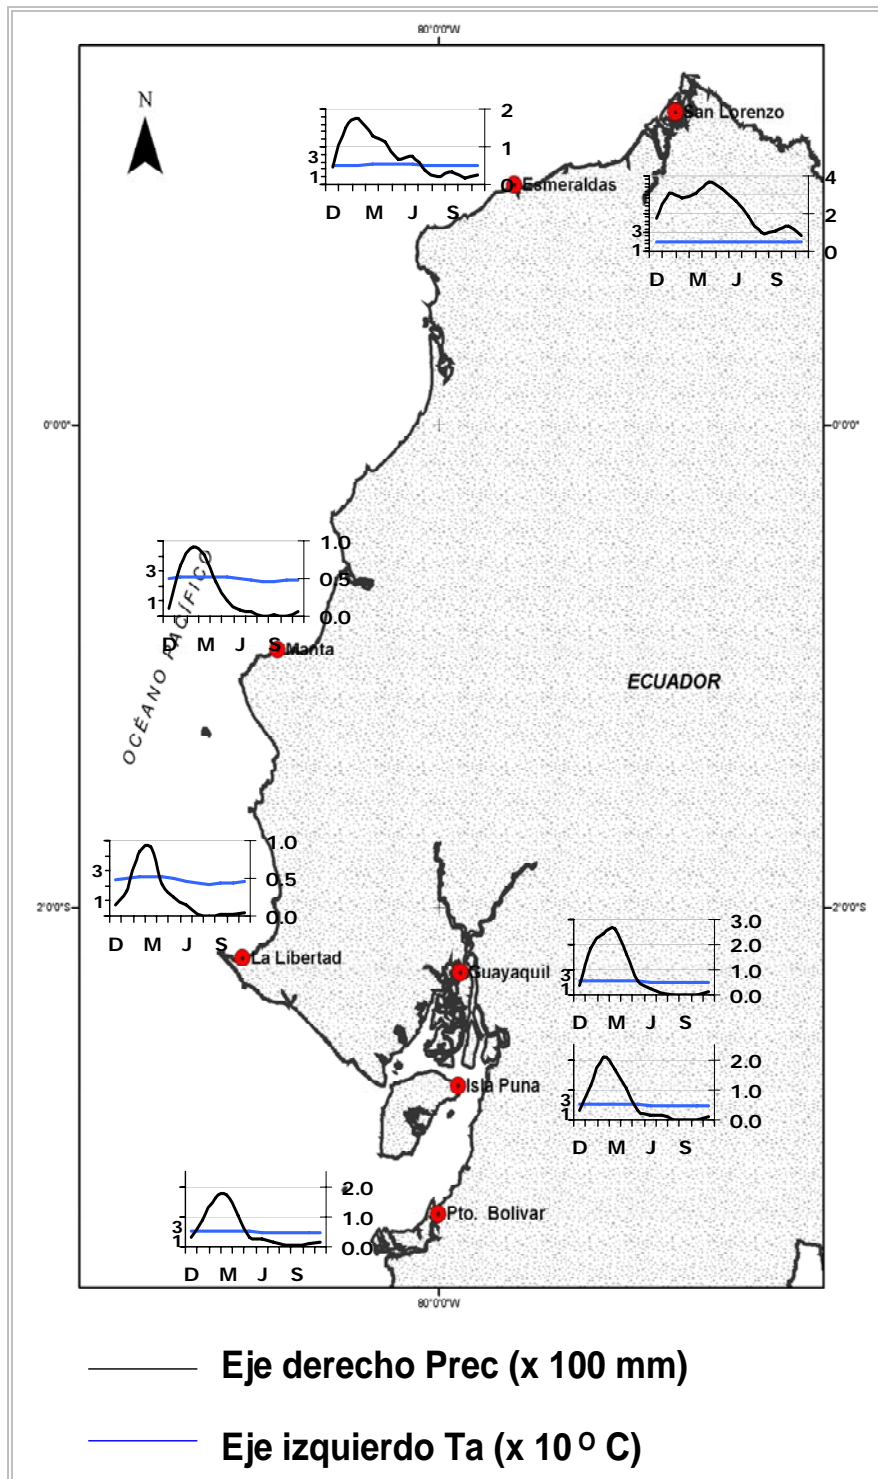 80°0'0"W
N
San Lorenzo
2
1
0
3
1
D M J S
Esmeraldas
4
2
0
3
1
D M J S
0°0'0"
0°0'0"
1.0
0.5
0.0
3
1
D M J S
Manta
OCÉANO PACÍFICO
ECUADOR
1.0
0.5
0.0
3
1
D M J S
La Libertad
2°0'0"S
2°0'0"S
Guayaquil
3.0
2.0
1.0
0.0
3
1
D M J S
Isla Puna
2.0
1.0
0.0
3
1
D M J S
Pto. Bolivar
2.0
1.0
0.0
3
1
D M J S
80°0'0"W
Eje derecho Prec (x 100 mm)
Eje izquierdo Ta (x 10 º C)